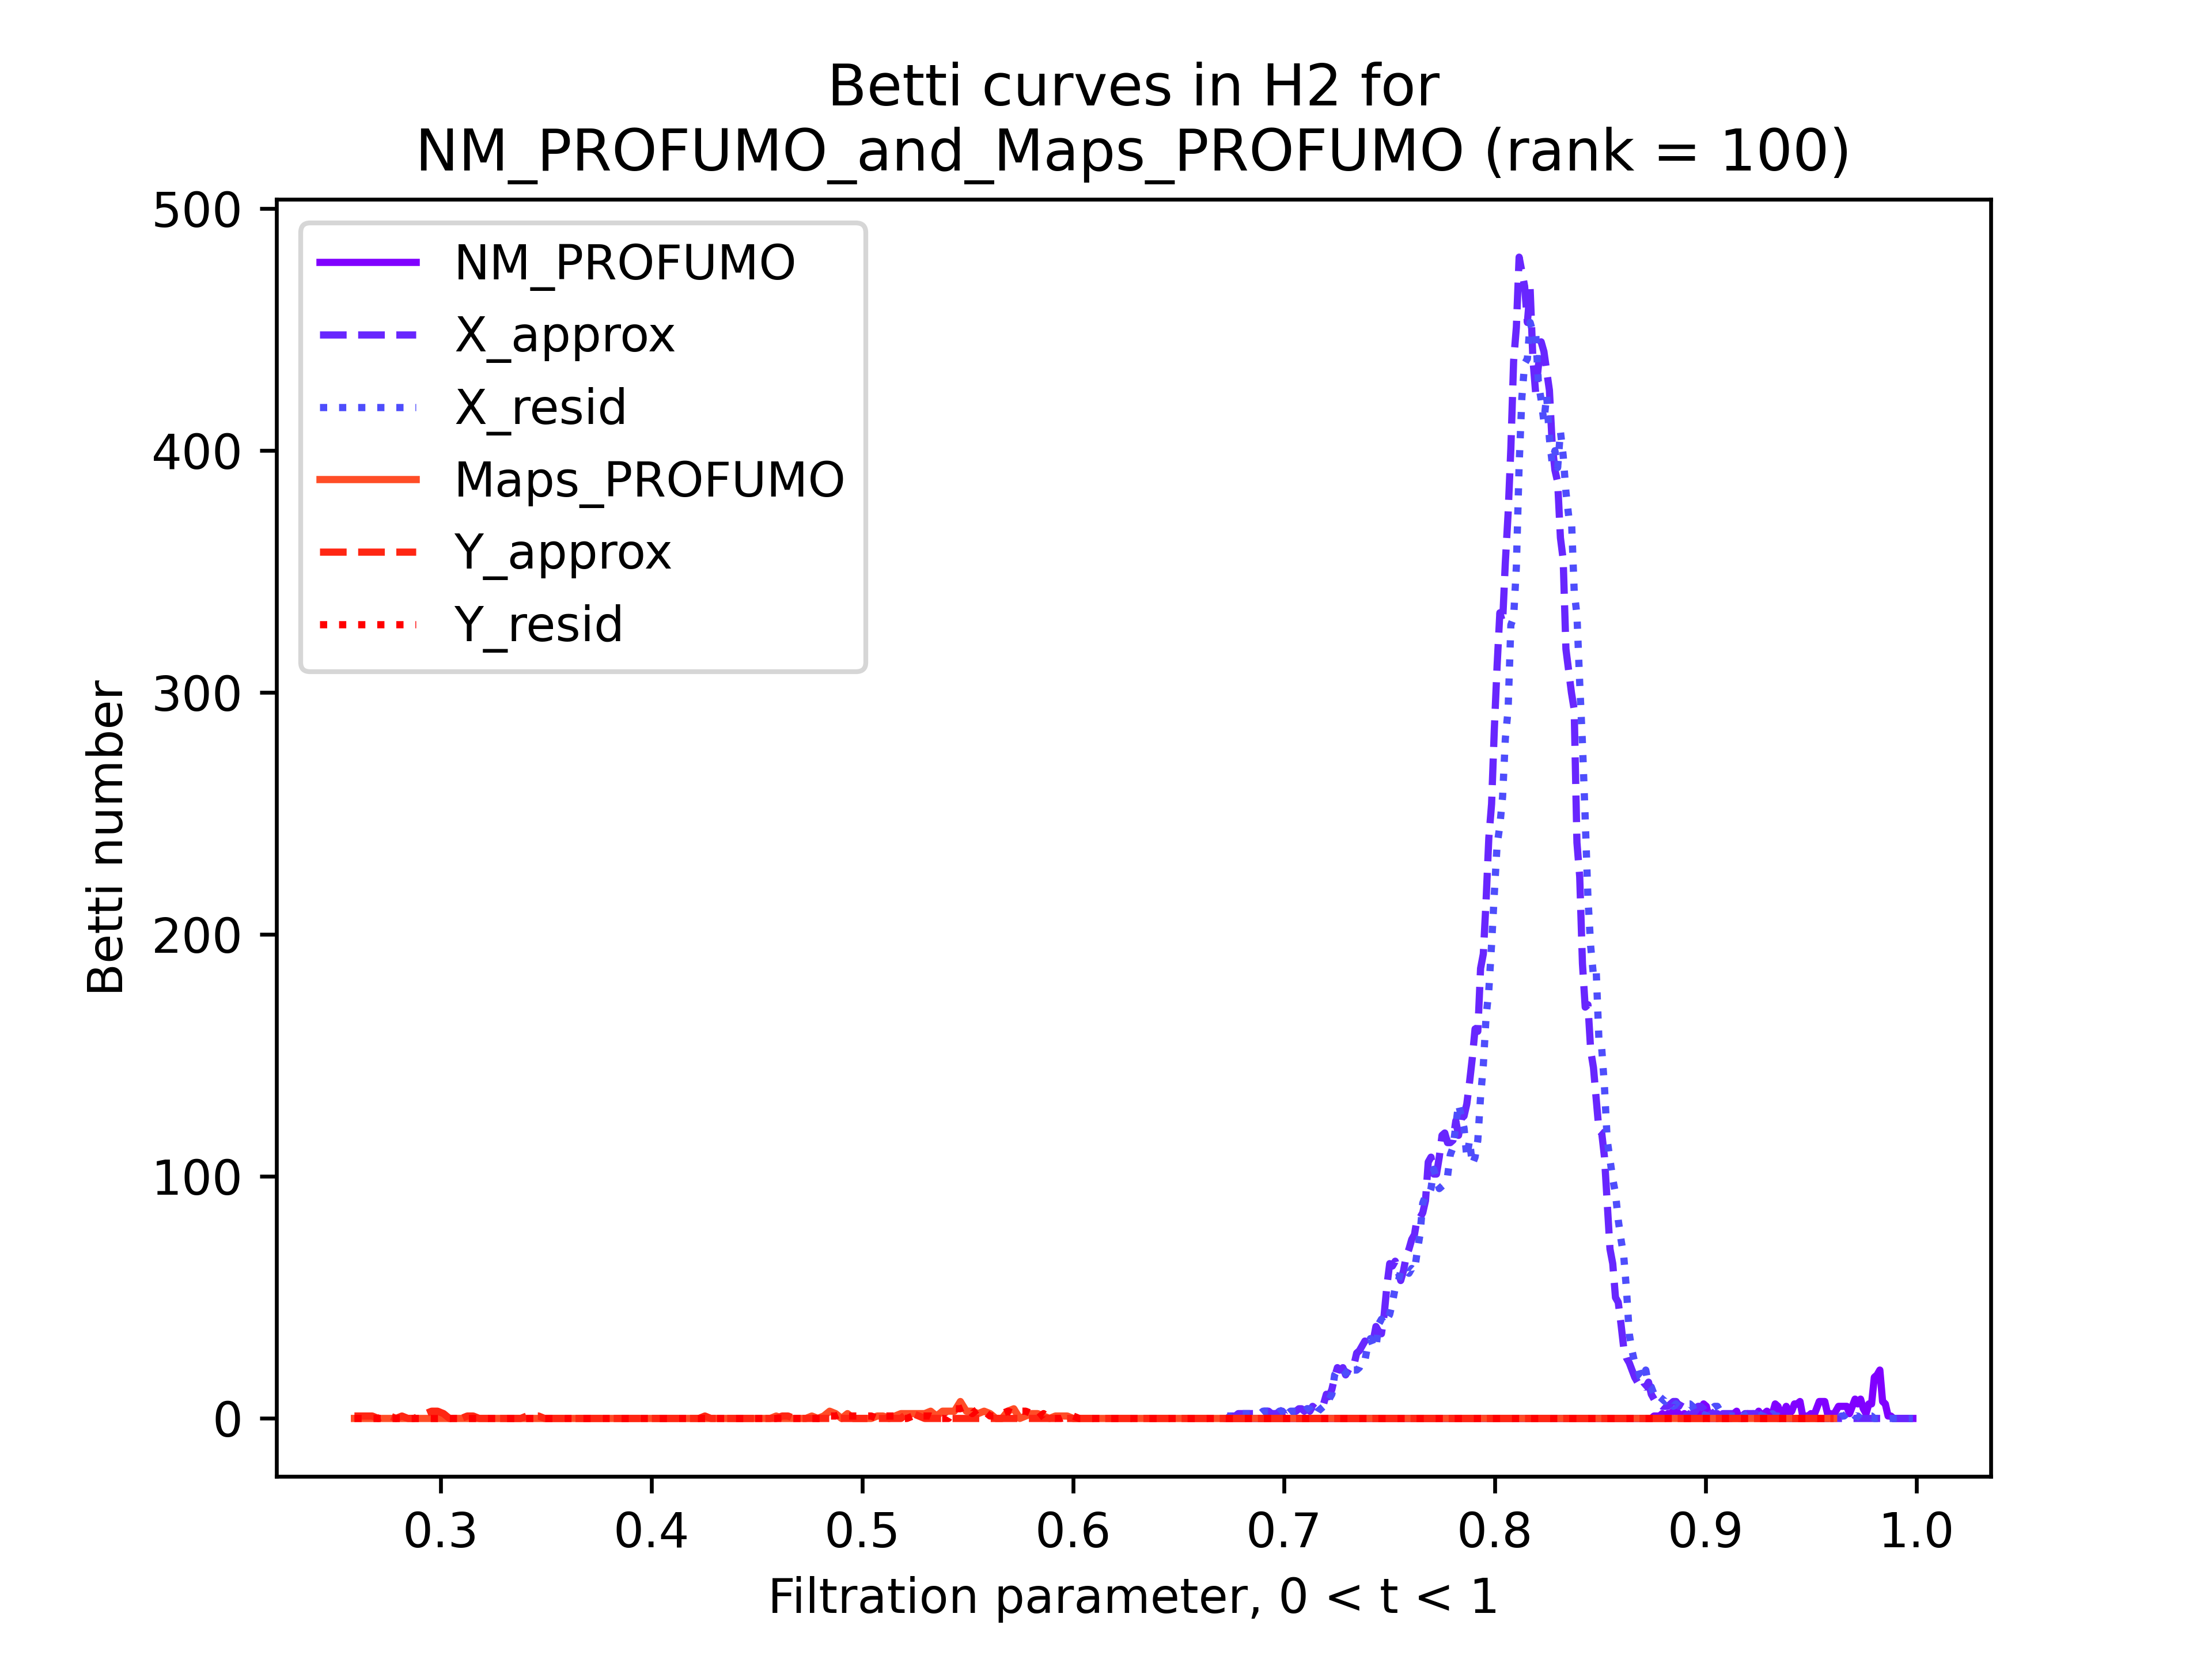 Betti curves in H2 for
NM_PROFUMO_and_Maps_PROFUMO (rank = 100)
500
400
300
200
100
0
Betti number
NM_PROFUMO
X_approx
X_resid
Maps_PROFUMO
Y_approx
Y_resid
0.3 0.4 0.5 0.6 0.7 0.8 0.9 1.0
Filtration parameter, 0 < t < 1